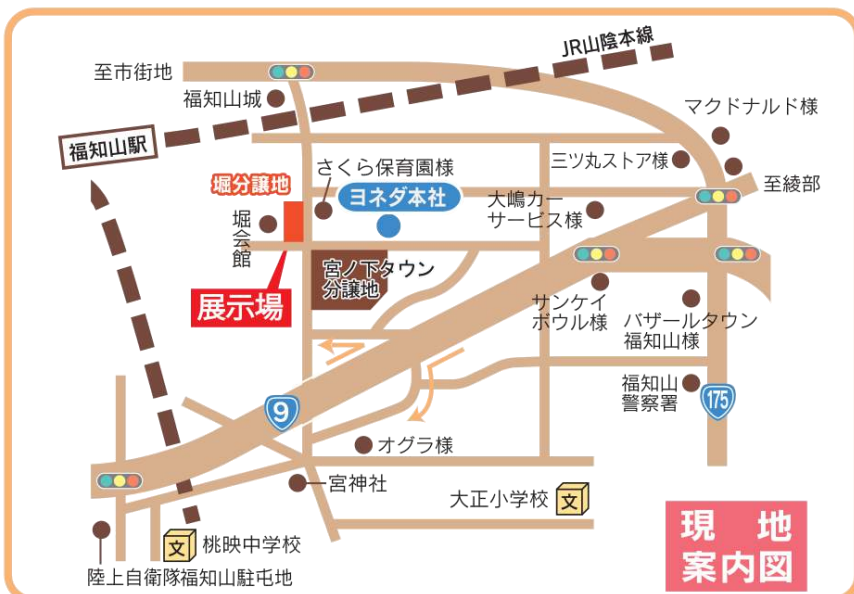 JR山陰本線
至市街地
福知山城
マクドナルド様
福知山駅
三ツ丸ストア様
さくら保育園様
堀分譲地
至綾部
ヨネダ本社
大嶋カー
サービス様
堀会館
宮ノ下タウン
分譲地
展示場
サンケイ
ボウル様
バザールタウン
福知山様
福知山
警察署
175
9
オグラ様
宮神社
大正小学校
文
現地
案内図
文
桃映中学校
陸上自衛隊福知山駐屯地